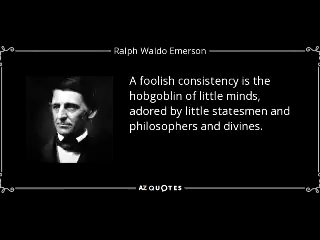 Ralph Waldo Emerson
A foolish consistency is the
hobgoblin of little minds,
adored by little statesmen and
philosophers and divines.
AZ QUOTES